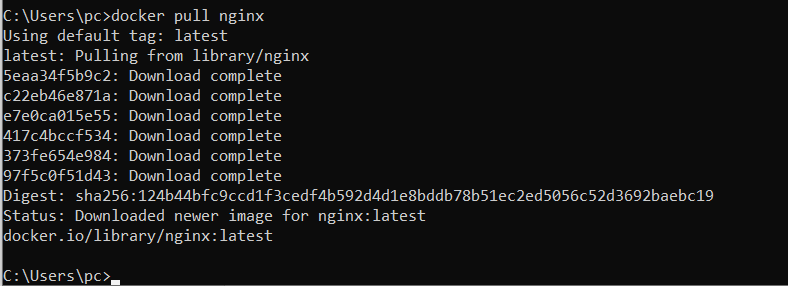 C:\Users\pc>docker pull nginx
Using default tag: latest
latest: Pulling from library/nginx
5eaa34f5b9c2: Download complete
c22eb46e871a: Download complete
e7e0ca015e55: Download complete
417c4bccf534: Download complete
373fe654e984: Download complete
97f5c0f51d43: Download complete
Digest: sha256:124b44bfc9ccd1f3cedf4b592d4d1e8bddb78b51ec2ed5056c52d3692baebc19
Status: Downloaded newer image for nginx:latest
docker.io/library/nginx:latest
C:\Users\pc>